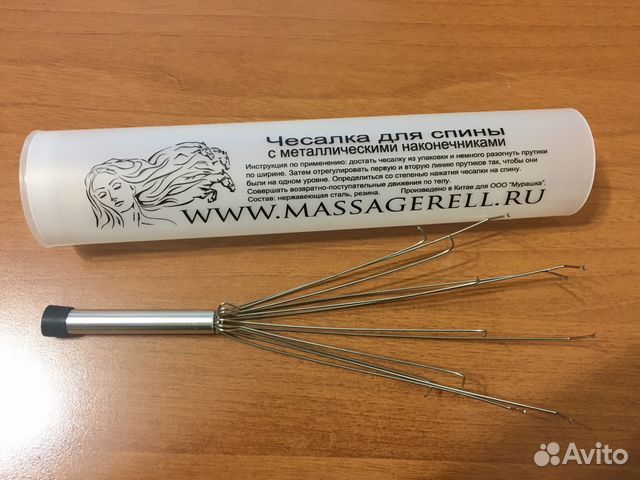 Чесалка для спины
с металлическими наконечниками
Инструкция по применению: достать чесалку из упаковки и немного разогнуть прутики
по ширине. Затем отрегулировать первую и вторую линию прутиков так, чтобы они
были на одном уровне. Определиться со степенью нажатия чесалки на спину.
Совершать возвратно-поступательные движения по телу.
Состав: нержавеющая сталь, резина. Произведено в Китае для ООО "Мурашка".
WWW.MASSAGERELL.RU
Avito